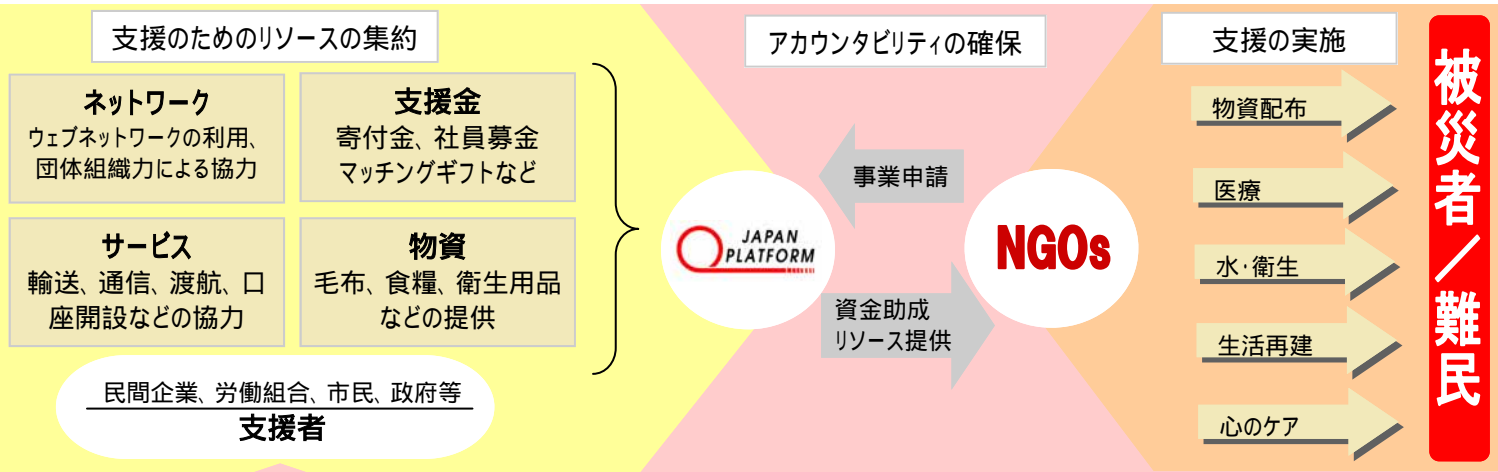 支援のためのリソースの集約
ネットワーク
ウェブネットワークの利用、
団体組織力による協力
支援金
寄付金、社員募金
マッチングギフトなど
サービス
輸送、通信、渡航、口
座開設などの協力
物資
毛布、食糧、衛生用品
などの提供
民間企業、労働組合、市民、政府等
支援者
アカウンタビリティの確保
事業申請
JAPAN
PLATFORM
NGOs
資金助成
リソース提供
支援の実施
物資配布
医療
水・衛生
生活再建
心のケア
被災者／難民